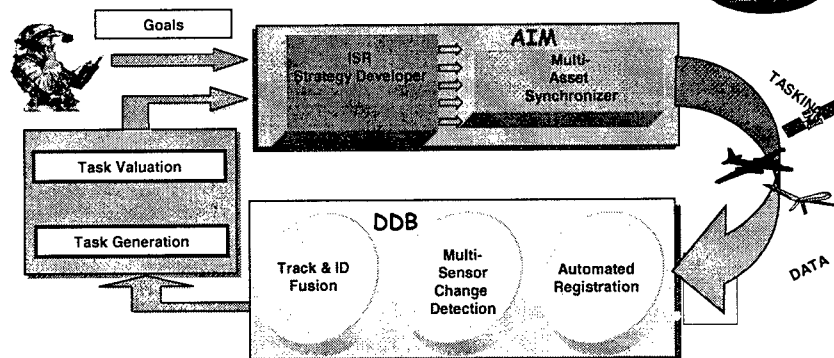 Goals
AIM
ISR
Strategy Developer
Multi-
Asset
Synchronizer
TASKING
Task Valuation
Task Generation
DDB
Track & ID
Fusion
Multi-
Sensor
Change
Detection
Automated
Registration
DATA